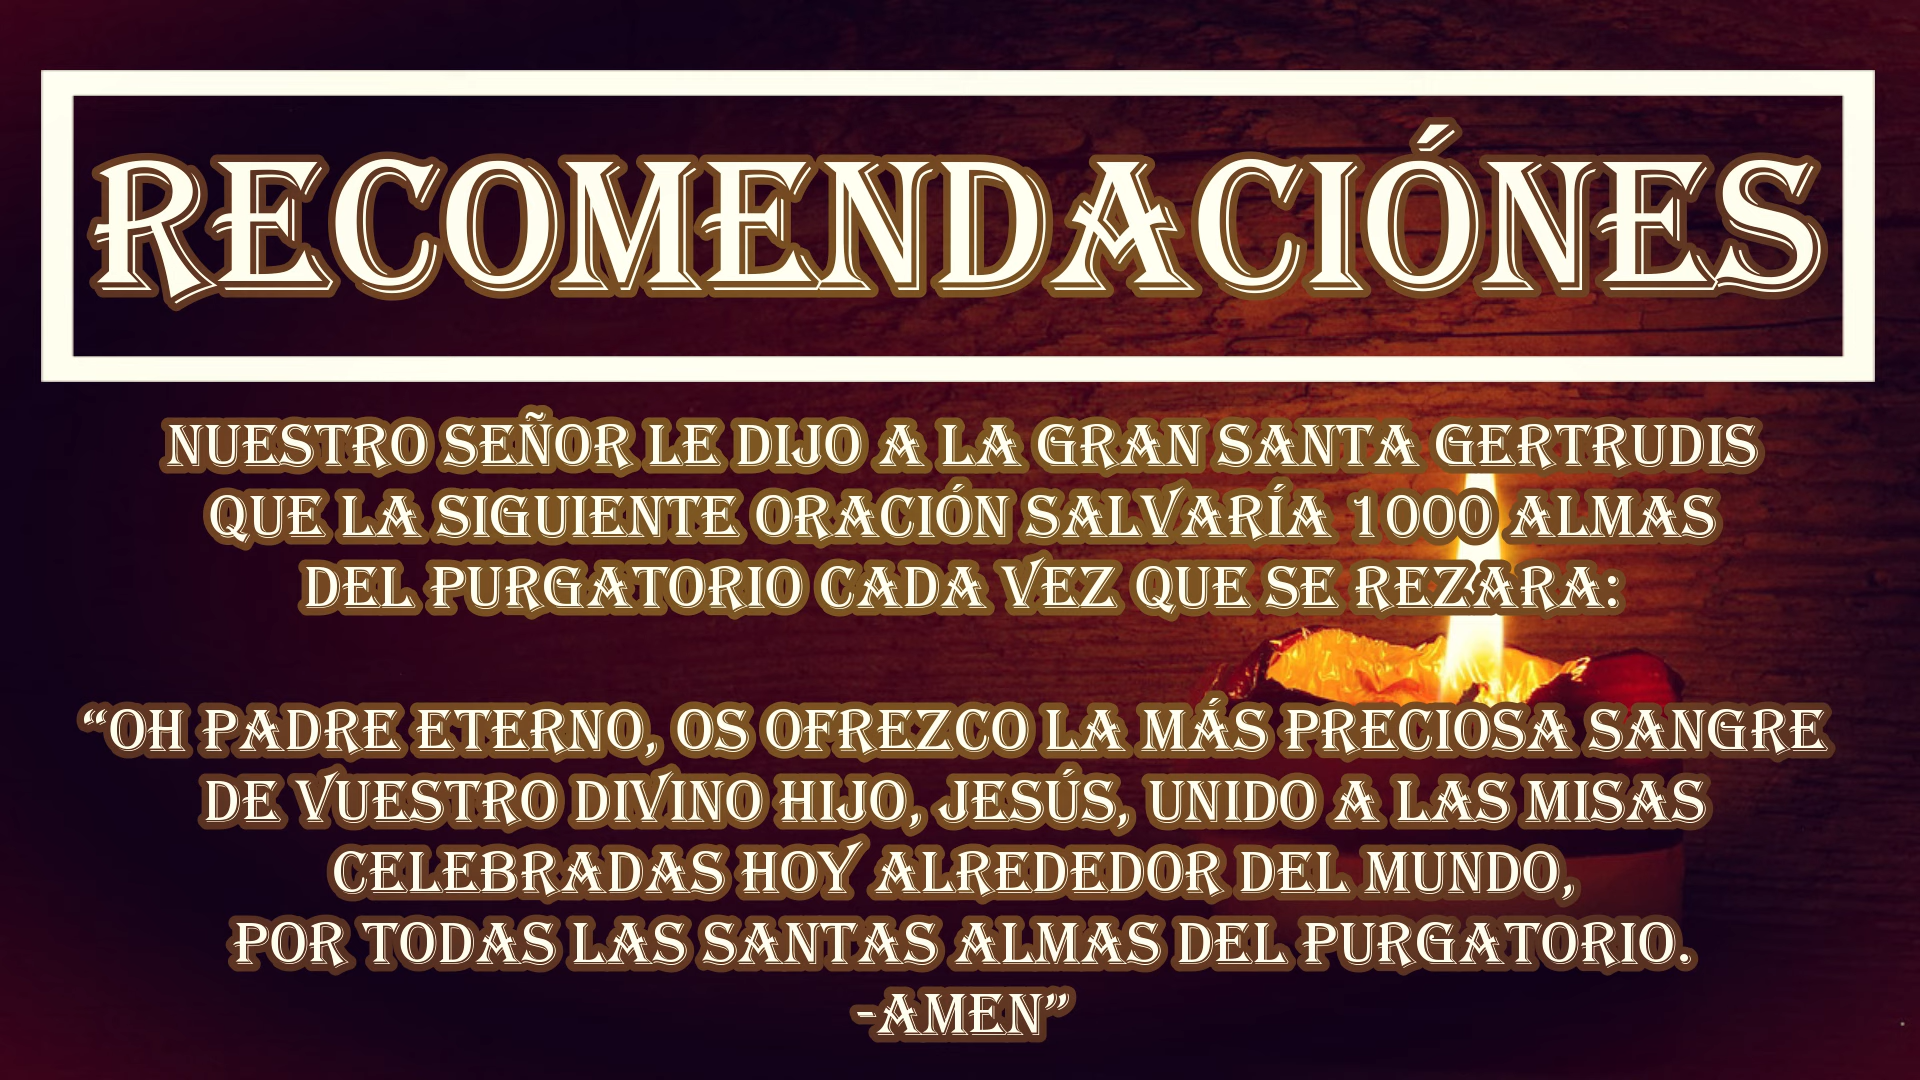 RECOMENDACIÓNES
NUESTRO SEÑOR LE DIJO A LA GRAN SANTA GERTRUDIS
QUE LA SIGUIENTE ORACIÓN SALVARÍA 1000 ALMAS
DEL PURGATORIO CADA VEZ QUE SE REZARA:
“OH PADRE ETERNO, OS OFREZCO LA MÁS PRECIOSA SANGRE
DE VUESTRO DIVINO HIJO, JESÚS, UNIDO A LAS MISAS
CELEBRADAS HOY ALREDEDOR DEL MUNDO,
POR TODAS LAS SANTAS ALMAS DEL PURGATORIO.
-AMEN”